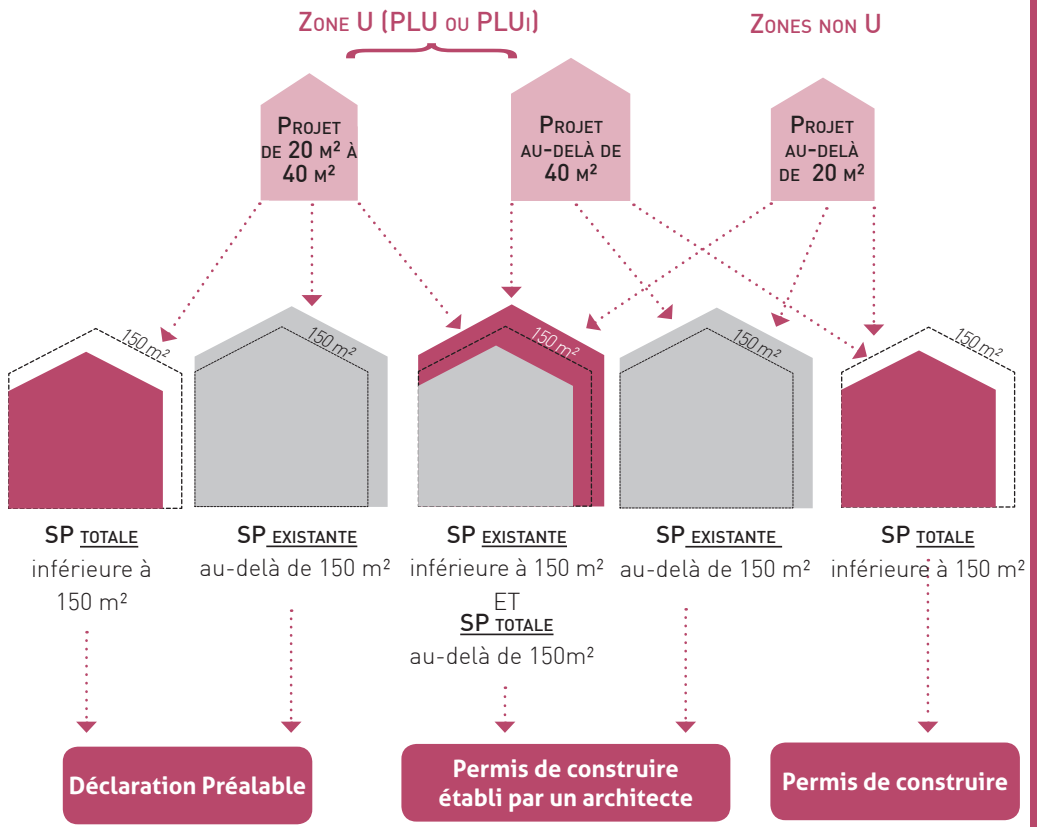 ZONE U (PLU OU PLUI)
ZONES NON U
PROJET
DE 20 M² À
40 M²
PROJET
AU-DELÀ DE
40 M²
PROJET
AU-DELÀ
DE 20 M²
150 m²
150 m²
150 m²
150 m²
150 m²
SP TOTALE
inférieure à
150 m²
SP EXISTANTE
au-delà de 150 m²
SP EXISTANTE
inférieure à 150 m²
ET
SP TOTALE
au-delà de 150m²
SP EXISTANTE
au-delà de 150 m²
SP TOTALE
inférieure à 150 m²
Déclaration Préalable
Permis de construire
établi par un architecte
Permis de construire